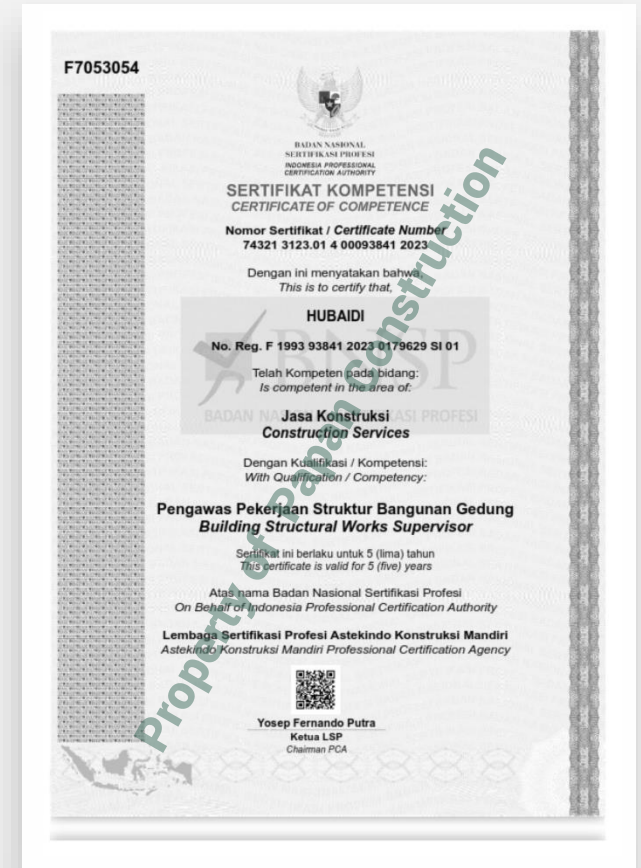 F7053054
BADAN NASIONAL
SERTIFIKASI PROFESI
INDONESIA PROFESSIONAL
CERTIFICATION AUTHORITY
SERTIFIKAT KOMPETENSI
CERTIFICATE OF COMPETENCE
Nomor Sertifikat / Certificate Number
74321 3123.01 4 00093841 2023
Dengan ini menyatakan bahwa,
This is to certify that,
HUBAIDI
No. Reg. F 1993 93841 2023 0179629 SI 01
Telah Kompeten pada bidang:
Is competent in the area of:
BNSP
BADAN NASIONAL SERTIFIKASI PROFESI
Jasa Konstruksi
Construction Services
Dengan Kualifikasi / Kompetensi:
With Qualification / Competency:
Pengawas Pekerjaan Struktur Bangunan Gedung
Building Structural Works Supervisor
Sertifikat ini berlaku untuk 5 (lima) tahun
This certificate is valid for 5 (five) years
Atas nama Badan Nasional Sertifikasi Profesi
On Behalf of Indonesia Professional Certification Authority
Lembaga Sertifikasi Profesi Astekindo Konstruksi Mandiri
Astekindo Konstruksi Mandiri Professional Certification Agency
Yosep Fernando Putra
Ketua LSP
Chairman PCA
Property of Papan Construction